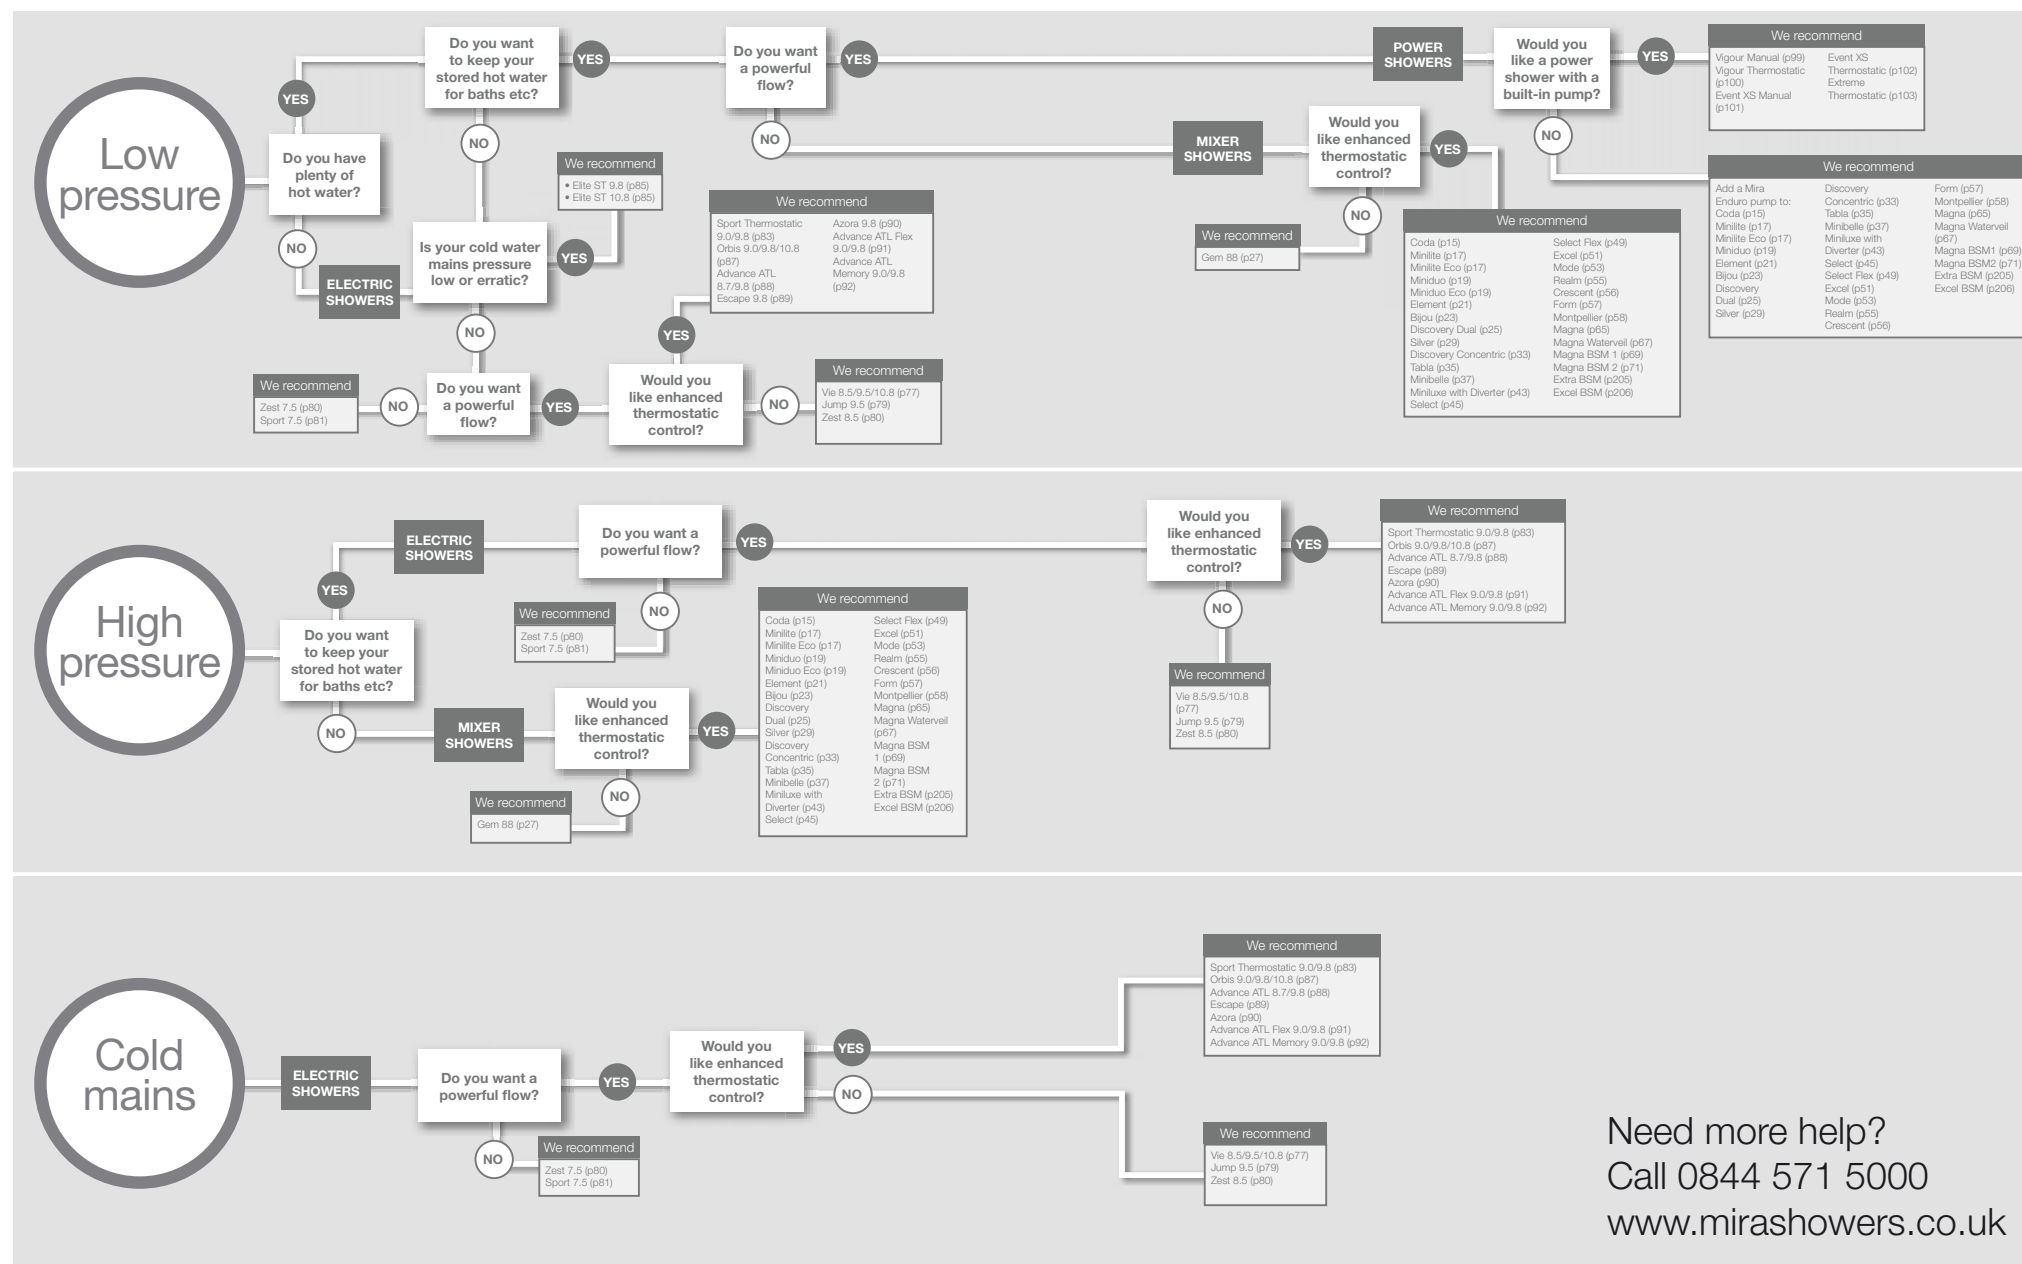 Low
pressure
YES
Do you have
plenty of
hot water?
NO
ELECTRIC
SHOWERS
Do you want
to keep your
stored hot water
for baths etc?
YES
NO
Is your cold water
mains pressure
low or erratic?
YES
We recommend
• Elite ST 9.8 (p85)
• Elite ST 10.8 (p85)
NO
Do you want
a powerful
flow?
NO
We recommend
Zest 7.5 (p80)
Sport 7.5 (p81)
YES
Would you
like enhanced
thermostatic
control?
YES
We recommend
Sport Thermostatic
9.0/9.8 (p83)
Orbis 9.0/9.8/10.8
(p87)
Advance ATL
8.7/9.8 (p88)
Escape 9.8 (p89)
Azora 9.8 (p90)
Advance ATL Flex
9.0/9.8 (p91)
Advance ATL
Memory 9.0/9.8
(p92)
NO
We recommend
Vie 8.5/9.5/10.8 (p77)
Jump 9.5 (p79)
Zest 8.5 (p80)
Do you want
a powerful
flow?
YES
NO
MIXER
SHOWERS
Would you
like enhanced
thermostatic
control?
NO
We recommend
Gem 88 (p27)
YES
We recommend
Coda (p15)
Minilite (p17)
Minilite Eco (p17)
Miniduo (p19)
Miniduo Eco (p19)
Element (p21)
Bijou (p23)
Discovery Dual (p25)
Silver (p29)
Discovery Concentric (p33)
Tabla (p35)
Minibelle (p37)
Miniluxe with Diverter (p43)
Select (p45)
Select Flex (p49)
Excel (p51)
Mode (p53)
Realm (p55)
Crescent (p56)
Form (p57)
Montpellier (p58)
Magna (p65)
Magna Waterveil (p67)
Magna BSM 1 (p69)
Magna BSM 2 (p71)
Extra BSM (p205)
Excel BSM (p206)
POWER
SHOWERS
Would you
like a power
shower with a
built-in pump?
YES
We recommend
Vigour Manual (p99)
Vigour Thermostatic
(p100)
Event XS Manual
(p101)
Event XS
Thermostatic (p102)
Extreme
Thermostatic (p103)
NO
We recommend
Add a Mira
Enduro pump to:
Coda (p15)
Minilite (p17)
Minilite Eco (p17)
Miniduo (p19)
Element (p21)
Bijou (p23)
Discovery
Dual (p25)
Silver (p29)
Discovery
Concentric (p33)
Tabla (p35)
Minibelle (p37)
Miniluxe with
Diverter (p43)
Select (p45)
Select Flex (p49)
Excel (p51)
Mode (p53)
Realm (p55)
Crescent (p56)
Form (p57)
Montpellier (p58)
Magna (p65)
Magna Waterveil
(p67)
Magna BSM1 (p69)
Magna BSM2 (p71)
Extra BSM (p205)
Excel BSM (p206)
High
pressure
Do you want
to keep your
stored hot water
for baths etc?
YES
ELECTRIC
SHOWERS
Do you want a
powerful flow?
NO
We recommend
Zest 7.5 (p80)
Sport 7.5 (p81)
YES
Would you
like enhanced
thermostatic
control?
YES
We recommend
Sport Thermostatic 9.0/9.8 (p83)
Orbis 9.0/9.8/10.8 (p87)
Advance ATL 8.7/9.8 (p88)
Escape (p89)
Azora (p90)
Advance ATL Flex 9.0/9.8 (p91)
Advance ATL Memory 9.0/9.8 (p92)
NO
We recommend
Vie 8.5/9.5/10.8
(p77)
Jump 9.5 (p79)
Zest 8.5 (p80)
NO
MIXER
SHOWERS
Would you
like enhanced
thermostatic
control?
NO
We recommend
Gem 88 (p27)
YES
We recommend
Coda (p15)
Minilite (p17)
Minilite Eco (p17)
Miniduo (p19)
Miniduo Eco (p19)
Element (p21)
Bijou (p23)
Discovery
Dual (p25)
Silver (p29)
Discovery
Concentric (p33)
Tabla (p35)
Minibelle (p37)
Miniluxe with
Diverter (p43)
Select (p45)
Select Flex (p49)
Excel (p51)
Mode (p53)
Realm (p55)
Crescent (p56)
Form (p57)
Montpellier (p58)
Magna (p65)
Magna Waterveil
(p67)
Magna BSM
1 (p69)
Magna BSM
2 (p71)
Extra BSM (p205)
Excel BSM (p206)
Cold
mains
ELECTRIC
SHOWERS
Do you want a
powerful flow?
NO
We recommend
Zest 7.5 (p80)
Sport 7.5 (p81)
YES
Would you
like enhanced
thermostatic
control?
YES
We recommend
Sport Thermostatic 9.0/9.8 (p83)
Orbis 9.0/9.8/10.8 (p87)
Advance ATL 8.7/9.8 (p88)
Escape (p89)
Azora (p90)
Advance ATL Flex 9.0/9.8 (p91)
Advance ATL Memory 9.0/9.8 (p92)
NO
We recommend
Vie 8.5/9.5/10.8 (p77)
Jump 9.5 (p79)
Zest 8.5 (p80)
Need more help?
Call 0844 571 5000
www.mirashowers.co.uk